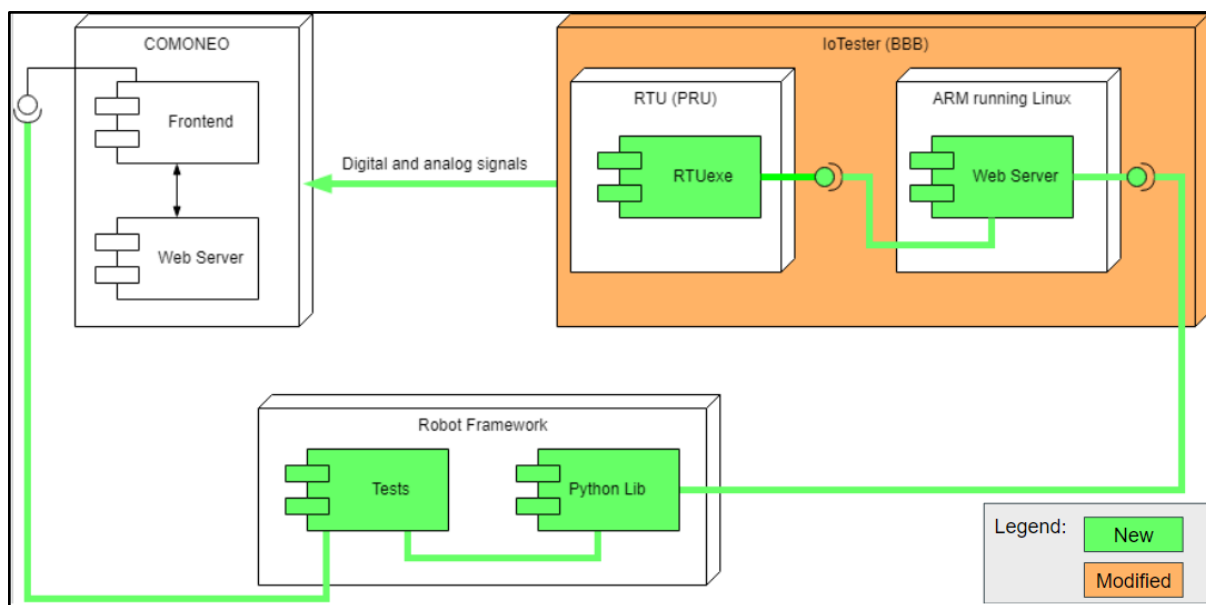 COMONEO
Frontend
Web Server
Digital and analog signals
IoTester (BBB)
RTU (PRU)
RTUexe
ARM running Linux
Web Server
Robot Framework
Tests
Python Lib
Legend:
New
Modified